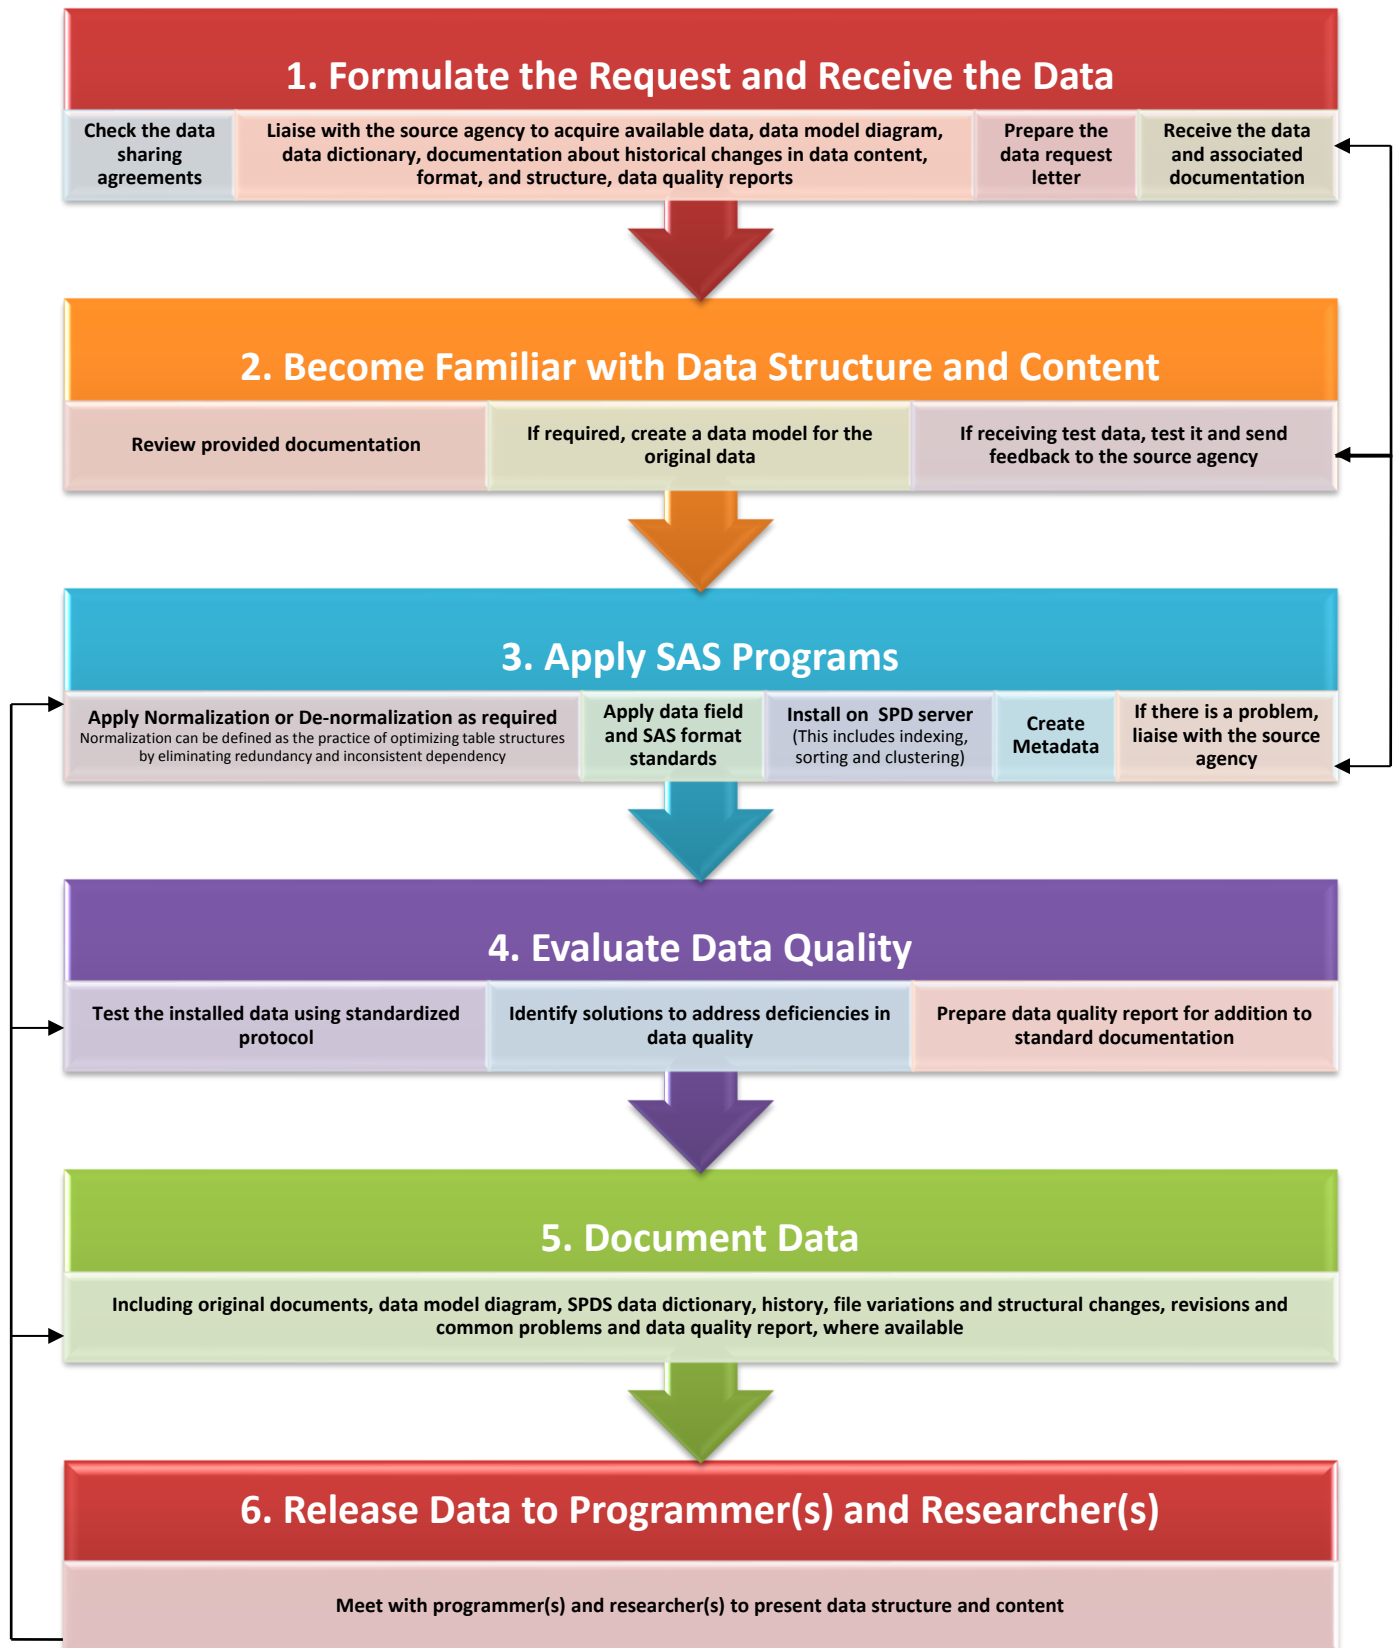 1. Formulate the Request and Receive the Data
Check the data
sharing
agreements
Liaise with the source agency to acquire available data, data model diagram,
data dictionary, documentation about historical changes in data content,
format, and structure, data quality reports
Prepare the
data request
letter
Receive the data
and associated
documentation
2. Become Familiar with Data Structure and Content
Review provided documentation
If required, create a data model for the
original data
If receiving test data, test it and send
feedback to the source agency
3. Apply SAS Programs
Apply Normalization or De-normalization as required
Normalization can be defined as the practice of optimizing table structures
by eliminating redundancy and inconsistent dependency
Apply data field
and SAS format
standards
Install on SPD server
(This includes indexing,
sorting and clustering)
Create
Metadata
If there is a problem,
liaise with the source
agency
4. Evaluate Data Quality
Test the installed data using standardized
protocol
Identify solutions to address deficiencies in
data quality
Prepare data quality report for addition to
standard documentation
5. Document Data
Including original documents, data model diagram, SPDS data dictionary, history, file variations and structural changes, revisions and
common problems and data quality report, where available
6. Release Data to Programmer(s) and Researcher(s)
Meet with programmer(s) and researcher(s) to present data structure and content